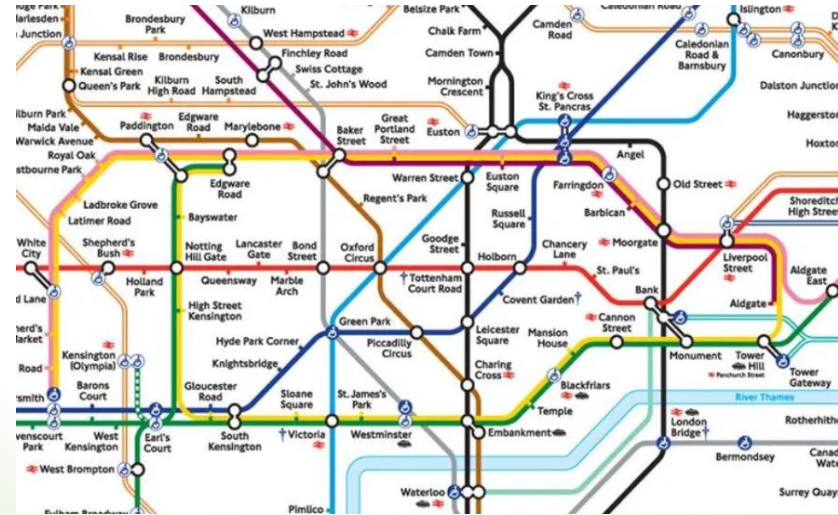 Kilburn
Belsize Park
Caledonian Road
Islington
Brondesbury
Park
West Hampstead
Chalk Farm
Camden
Road
Junction
Finchley Road
Camden Town
Caledonian
Road &
Barnsbury
Canonbury
Kensal Rise
Brondesbury
Swiss Cottage
Kensal Green
St. John's Wood
Queen's Park
Kilburn
High Road
South
Hampstead
Mornington
Crescent
King's Cross
St. Pancras
Dalston Junction
Maida Vale
Warwick Avenue
Paddington
Edgware
Road
Marylebone
Baker
Street
Great
Portland
Street
Euston
Angel
Royal Oak
Warren Street
Euston
Square
Farringdon
Old Street
Edgware
Road
Barbican
Shoreditch
High Street
Ladbroke Grove
Latimer Road
Bayswater
Regent's Park
Russell
Square
Moorgate
Liverpool
Street
White
City
Shepherd's
Bush
Notting
Hill Gate
Lancaster
Gate
Bond
Street
Oxford
Circus
Goodge
Street
Holborn
Chancery
Lane
Aldgate
East
Holland
Park
Queensway
Marble
Arch
Tottenham
Court Road
St. Paul's
Bank
Aldgate
Covent Garden
High Street
Kensington
Green Park
Leicester
Square
Mansion
House
Cannon
Street
Hyde Park Corner
Piccadilly
Circus
Monument
Tower
Hill
Fenchurch Street
Tower
Gateway
Kensington
(Olympia)
Knightsbridge
Charing
Cross
Blackfriars
Road
Barons
Court
Gloucester
Road
Sloane
Square
St. James's
Park
Temple
River Thames
West
Kensington
Earl's
Court
South
Kensington
Victoria
Westminster
Embankment
London
Bridge
Park
West Brompton
Bermondsey
Waterloo
Pimlico
Fulham Broadway